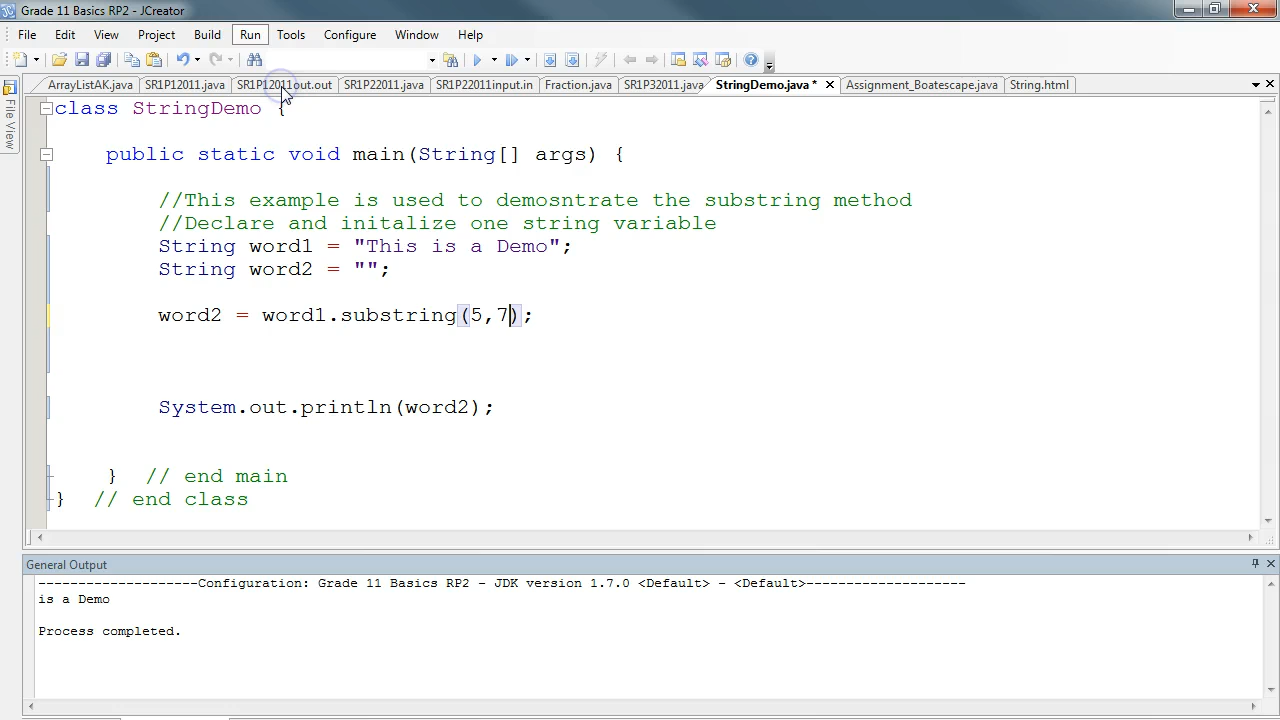 Grade 11 Basics RP2 - JCreator
File Edit View Project Build Run Tools Configure Window Help
ArrayListAK.java SR1P12011.java SR1P12011out.out SR1P22011.java SR1P22011input.in Fraction.java SR1P32011.java StringDemo.java * Assignment_Boatescape.java String.html
File View
class StringDemo {
public static void main(String[] args) {
//This example is used to demosntrate the substring method
//Declare and initalize one string variable
String word1 = "This is a Demo";
String word2 = "";
word2 = word1.substring(5,7);
System.out.println(word2);
} // end main
} // end class
General Output
--------------------Configuration: Grade 11 Basics RP2 - JDK version 1.7.0 <Default> - <Default>--------------------
is a Demo
Process completed.